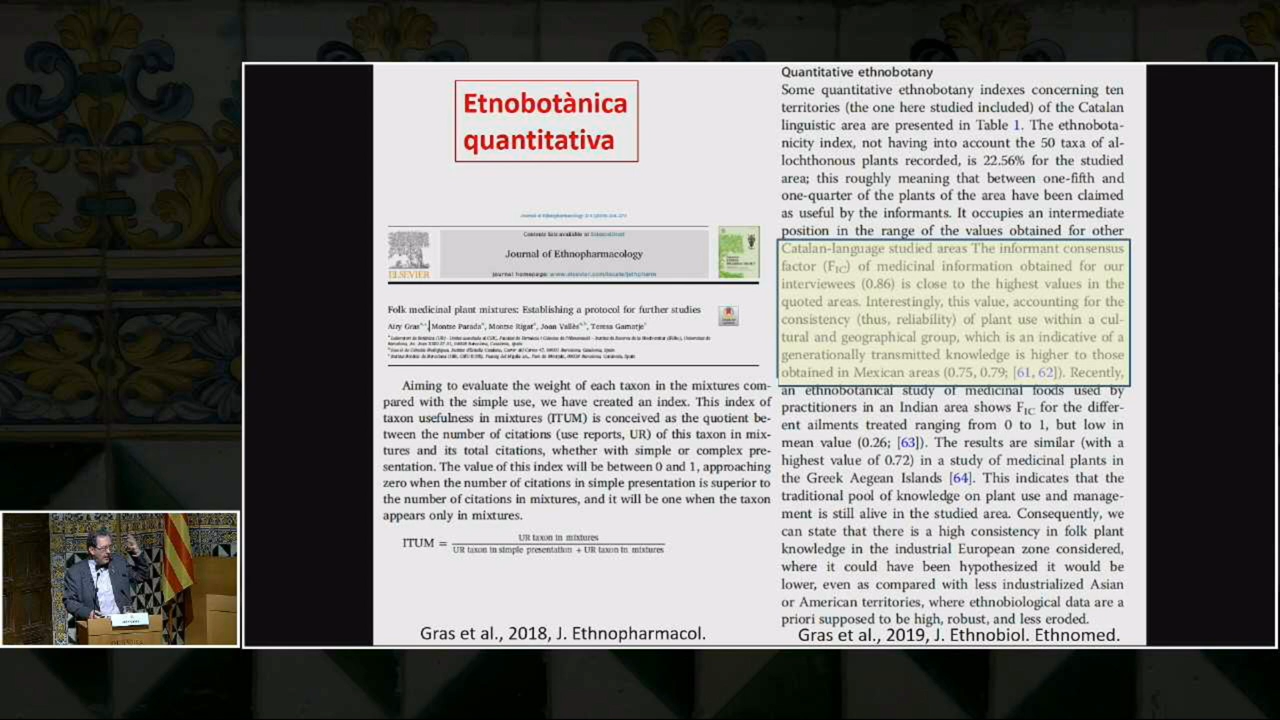 Etnobotànica
quantitativa
Contents lists available at ScienceDirect
Journal of Ethnopharmacology
journal homepage: www.elsevier.com/locate/jethpharm
ELSEVIER
Folk medicinal plant mixtures: Establishing a protocol for further studies
Airy Gras, Montse Parada, Montse Rigat, Joan Vallès, Teresa Garnatje
Aiming to evaluate the weight of each taxon in the mixtures com-
pared with the simple use, we have created an index. This index of
taxon usefulness in mixtures (ITUM) is conceived as the quotient be-
tween the number of citations (use reports, UR) of this taxon in mix-
tures and its total citations, whether with simple or complex pre-
sentation. The value of this index will be between 0 and 1, approaching
zero when the number of citations in simple presentation is superior to
the number of citations in mixtures, and it will be one when the taxon
appears only in mixtures.
ITUM = UR taxon in mixtures
UR taxon in simple presentation + UR taxon in mixtures
Gras et al., 2018, J. Ethnopharmacol.
Quantitative ethnobotany
Some quantitative ethnobotany indexes concerning ten
territories (the one here studied included) of the Catalan
linguistic area are presented in Table 1. The ethnobota-
nicity index, not having into account the 50 taxa of al-
lochthonous plants recorded, is 22.56% for the studied
area; this roughly meaning that between one-fifth and
one-quarter of the plants of the area have been claimed
as useful by the informants. It occupies an intermediate
position in the range of the values obtained for other
Catalan-language studied areas The informant consensus
factor (FIC) of medicinal information obtained for our
interviewees (0.86) is close to the highest values in the
quoted areas. Interestingly, this value, accounting for the
consistency (thus, reliability) of plant use within a cul-
tural and geographical group, which is an indicative of a
generationally transmitted knowledge is higher to those
obtained in Mexican areas (0.75, 0.79; [61, 62]). Recently,
an ethnobotanical study of medicinal foods used by
practitioners in an Indian area shows FIC for the differ-
ent ailments treated ranging from 0 to 1, but low in
mean value (0.26; [63]). The results are similar (with a
highest value of 0.72) in a study of medicinal plants in
the Greek Aegean Islands [64]. This indicates that the
traditional pool of knowledge on plant use and manage-
ment is still alive in the studied area. Consequently, we
can state that there is a high consistency in folk plant
knowledge in the industrial European zone considered,
where it could have been hypothesized it would be
lower, even as compared with less industrialized Asian
or American territories, where ethnobiological data are a
priori supposed to be high, robust, and less eroded.
Gras et al., 2019, J. Ethnobiol. Ethnomed.